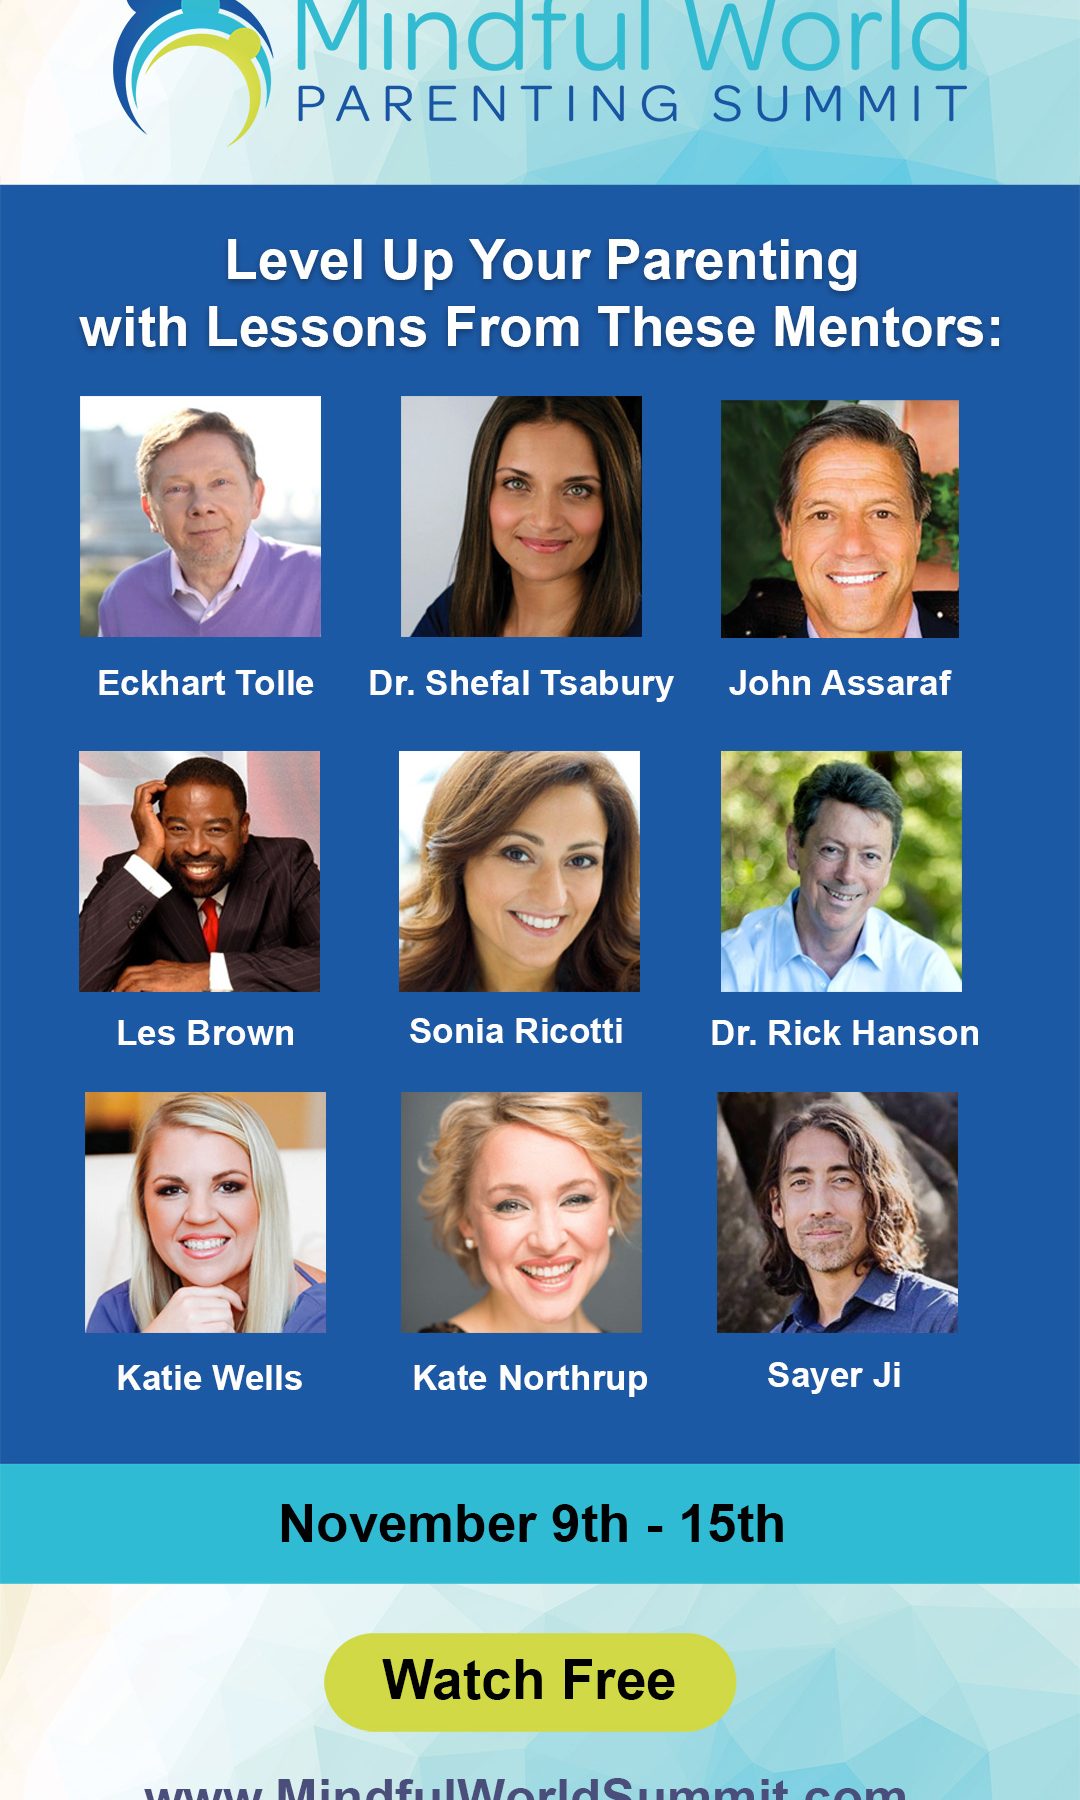 Mindful World
PARENTING SUMMIT
Level Up Your Parenting
with Lessons From These Mentors:
Eckhart Tolle
Dr. Shefal Tsabury
John Assaraf
Les Brown
Sonia Ricotti
Dr. Rick Hanson
Katie Wells
Kate Northrup
Sayer Ji
November 9th - 15th
Watch Free
www.MindfulWorldSummit.com